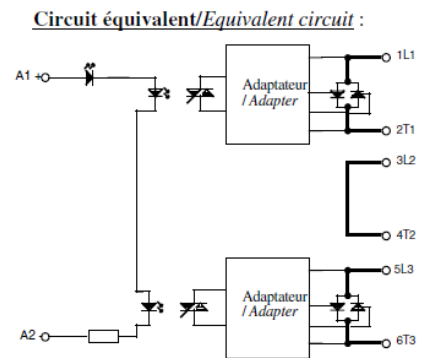 Circuit équivalent/Equivalent circuit :
A1 +
Adaptateur
/ Adapter
1L1
2T1
3L2
4T2
Adaptateur
/ Adapter
5L3
6T3
A2 -